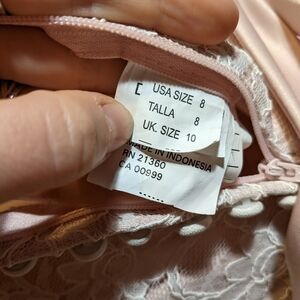 USA SIZE 8
TALLA 8
UK. SIZE 10
MADE IN INDONESIA
RN 21360
CA 00999